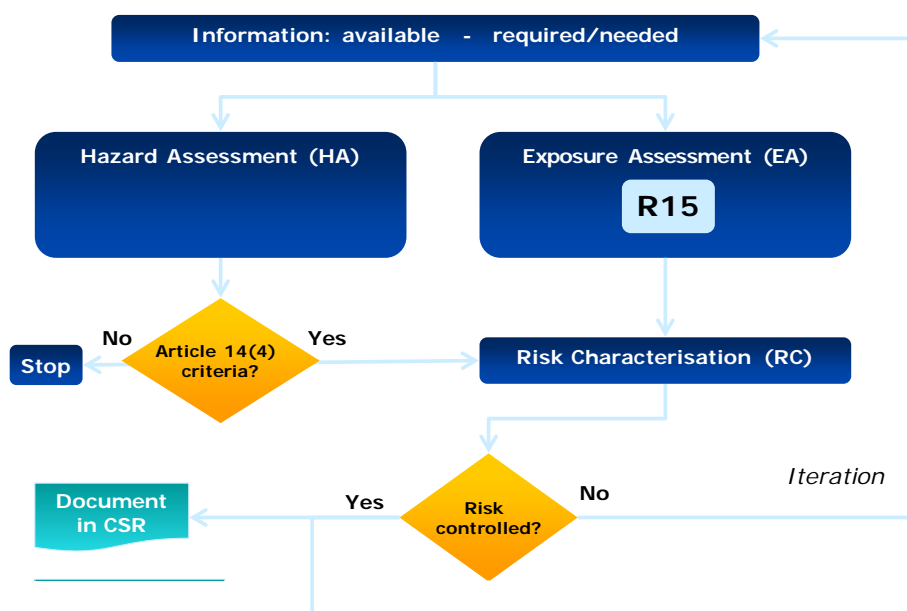 Information: available - required/needed
Hazard Assessment (HA)
Exposure Assessment (EA)
R15
No
Article 14(4)
criteria?
Yes
Stop
Risk Characterisation (RC)
Iteration
Document
in CSR
Yes
Risk
controlled?
No